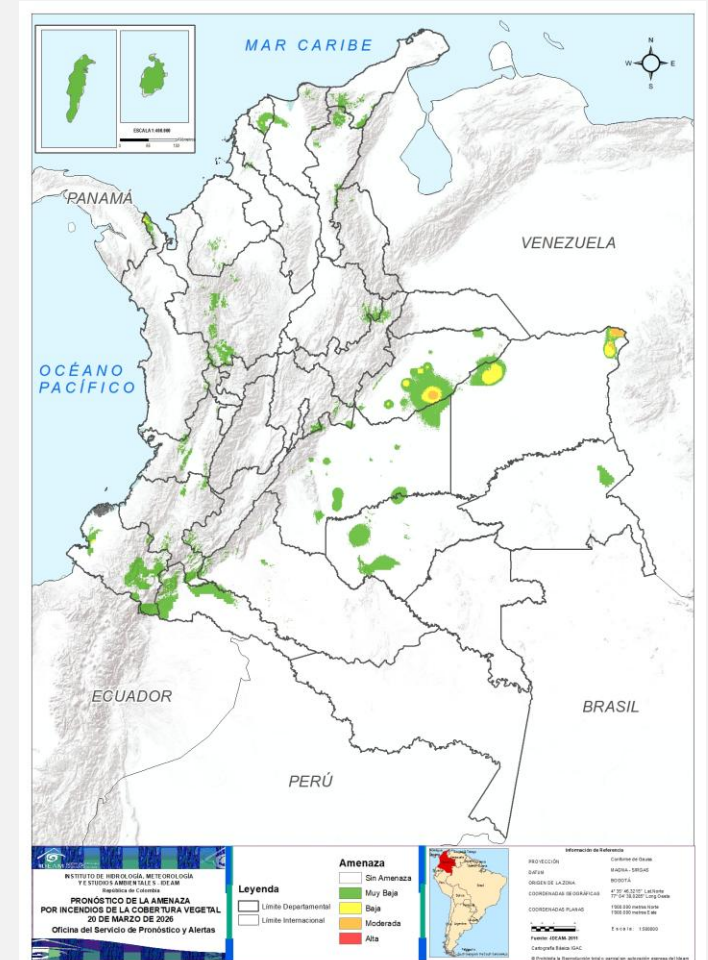 MAR CARIBE
N
W
E
S
ESCALA 1:400.000
PANAMÁ
VENEZUELA
OCÉANO
PACÍFICO
ECUADOR
BRASIL
PERÚ
IDEAM
INSTITUTO DE HIDROLOGÍA, METEOROLOGÍA
Y ESTUDIOS AMBIENTALES - IDEAM
República de Colombia
PRONÓSTICO DE LA AMENAZA
POR INCENDIOS DE LA COBERTURA VEGETAL
20 DE MARZO DE 2026
Oficina del Servicio de Pronóstico y Alertas
Leyenda
Límite Departamental
Límite Internacional
Amenaza
Sin Amenaza
Muy Baja
Baja
Moderada
Alta
Información de Referencia
PROYECCIÓN
Conforme de Gauss
DATUM
MAGNA - SIRGAS
ORIGEN DE LA ZONA
BOGOTÁ
COORDENADAS GEOGRÁFICAS
COORDENADAS PLANAS
1'000.000 metros Norte
1'000.000 metros Este
Fuente: ©IDEAM- 2011
Cartografía Básica IGAC